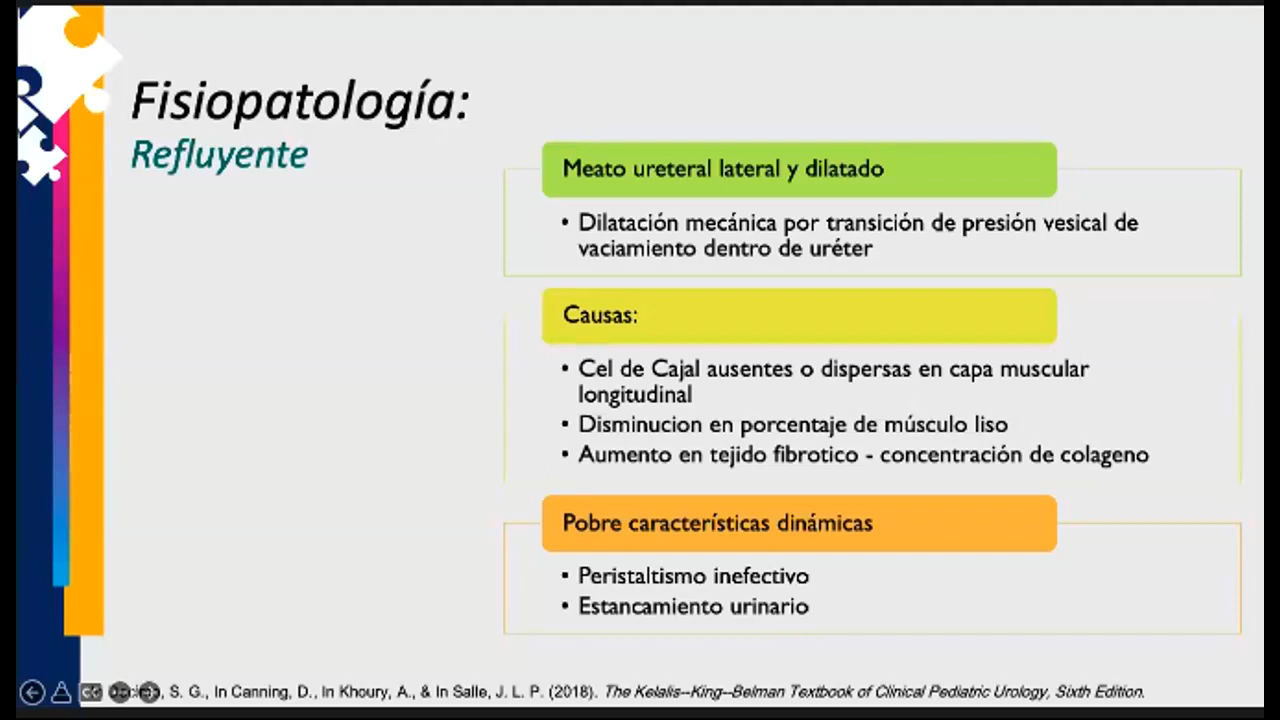 Fisiopatología:
Refluyente
Meato ureteral lateral y dilatado
• Dilatación mecánica por transición de presión vesical de
vaciamiento dentro de uréter
Causas:
• Cel de Cajal ausentes o dispersas en capa muscular
longitudinal
• Disminucion en porcentaje de músculo liso
• Aumento en tejido fibrotico - concentración de colageno
Pobre características dinámicas
• Peristaltismo inefectivo
• Estancamiento urinario
S. G., In Canning, D., In Khoury, A., & In Salle, J. L. P. (2018). The Kelalis--King--Belman Textbook of Clinical Pediatric Urology, Sixth Edition.